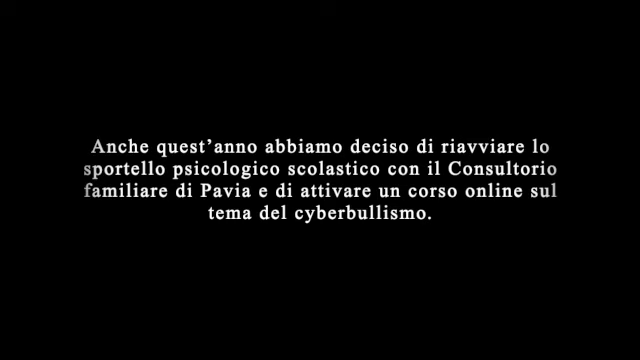 Anche quest’anno abbiamo deciso di riavviare lo
sportello psicologico scolastico con il Consultorio
familiare di Pavia e di attivare un corso online sul
tema del cyberbullismo.